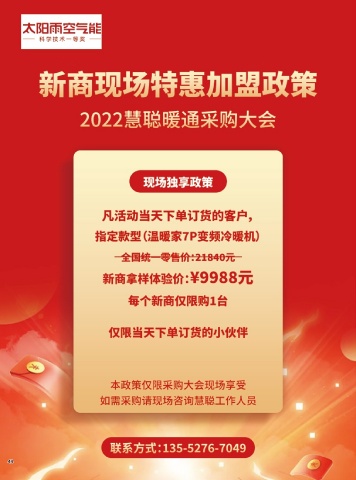 太阳雨空气能
科学技术一等奖
新商现场特惠加盟政策
2022慧聪暖通采购大会
现场独享政策
凡活动当天下单订货的客户，
指定款型（温暖家7P变频冷暖机）
全国统一零售价：21840元
新商拿样体验价：¥9988元
每个新商仅限购1台
仅限当天下单订货的小伙伴
本政策仅限采购大会现场享受
如需采购请现场咨询慧聪工作人员
联系方式：135-5276-7049